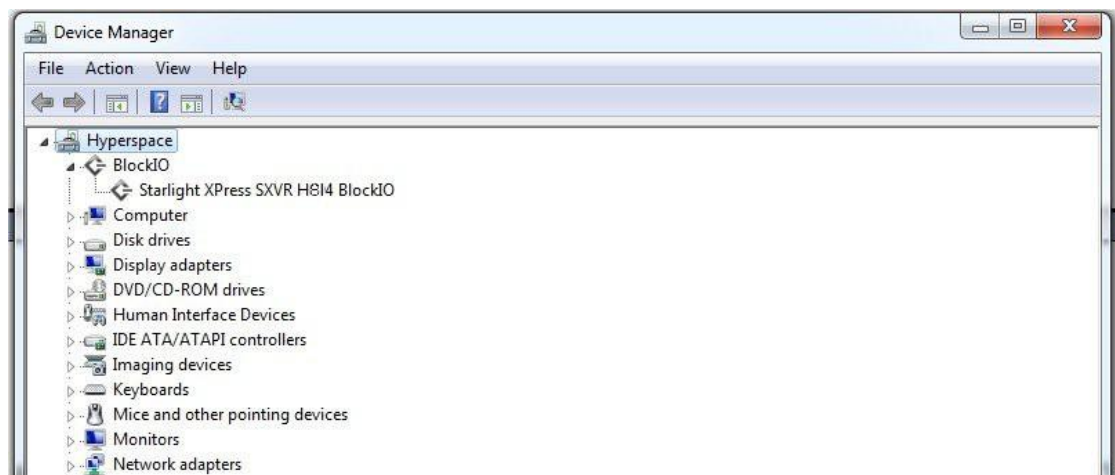 Device Manager
File Action View Help
Hyperspace
BlockIO
Starlight XPress SXVR H8I4 BlockIO
Computer
Disk drives
Display adapters
DVD/CD-ROM drives
Human Interface Devices
IDE ATA/ATAPI controllers
Imaging devices
Keyboards
Mice and other pointing devices
Monitors
Network adapters